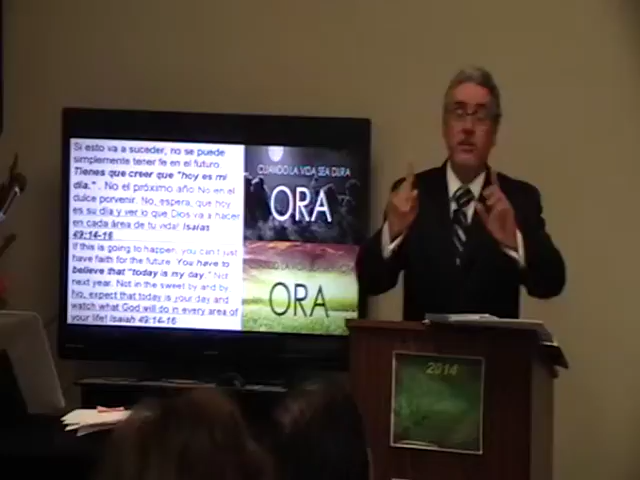 Si esto va a suceder, no se puede
simplemente tener fe en el futuro.
Tienes que creer que "hoy es mi
día.". No el próximo año No en el
dulce porvenir. No, espera, que hoy
es su día y ver lo que Dios va a hacer
en cada área de tu vida! Isaías
49:14-16
If this is going to happen, you can't just
have faith for the future. You have to
believe that "today is my day." Not
next year. Not in the sweet by and by
No, expect that today is your day and
watch what God will do in every area of
your life! Isaiah 49:14-16
CUANDO LA VIDA SEA DURA
ORA
LA VIDA
ORA
2014